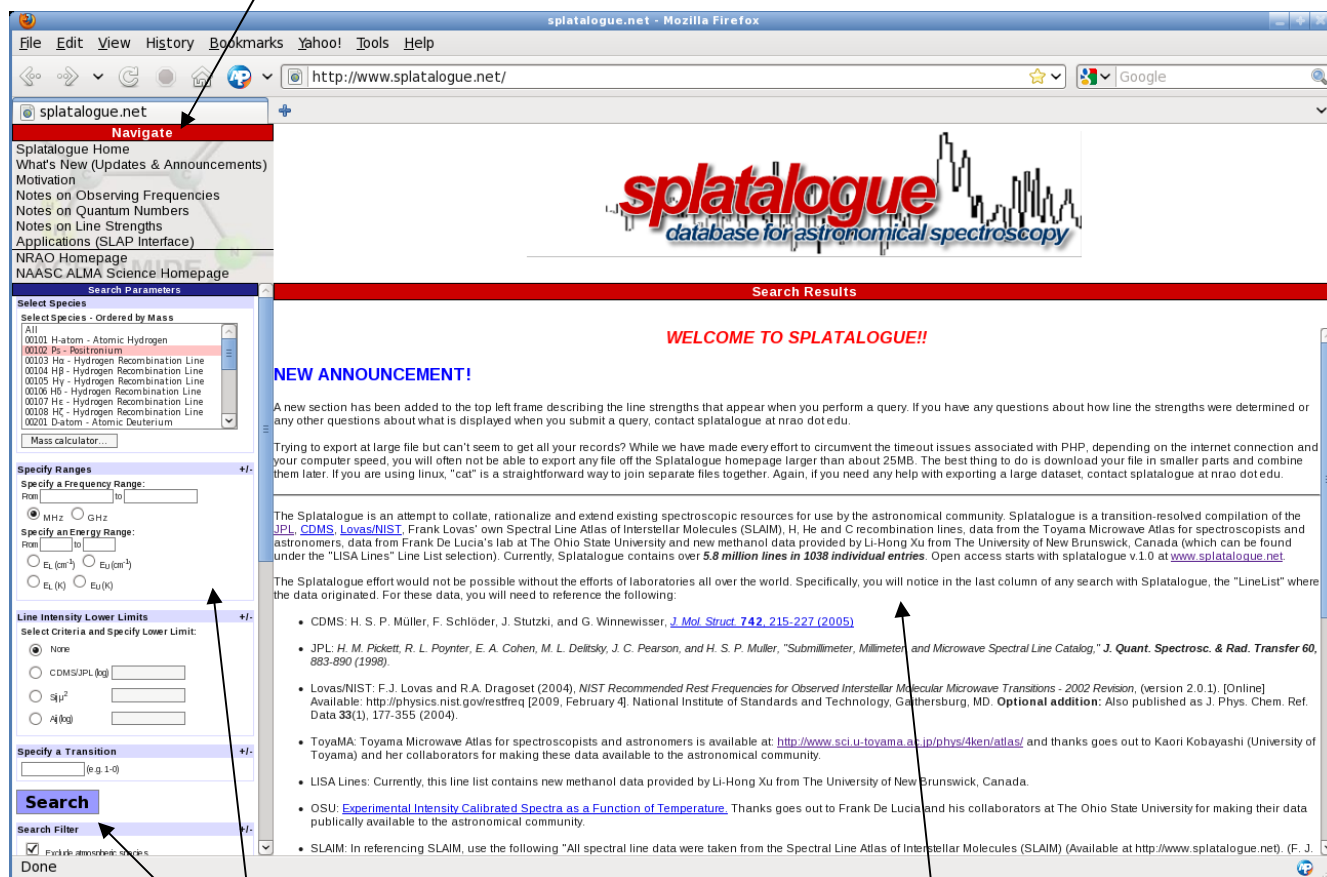 splatalogue.net - Mozilla Firefox
File Edit View History Bookmarks Yahoo! Tools Help
http://www.splatalogue.net/
Google
splatalogue.net
Navigate
Splatalogue Home
What's New (Updates & Announcements)
Motivation
Notes on Observing Frequencies
Notes on Quantum Numbers
Notes on Line Strengths
Applications (SLAP Interface)
NRAO Homepage
NAASC ALMA Science Homepage
splatalogue
database for astronomical spectroscopy
Search Parameters
Select Species
Select Species - Ordered by Mass
All
00101 H-atom - Atomic Hydrogen
00102 Ps - Positronium
00103 Hα - Hydrogen Recombination Line
00104 Hβ - Hydrogen Recombination Line
00105 Hγ - Hydrogen Recombination Line
00106 Hδ - Hydrogen Recombination Line
00107 Hε - Hydrogen Recombination Line
00108 Hζ - Hydrogen Recombination Line
00201 D-atom - Atomic Deuterium
Mass calculator...
Specify Ranges +/-
Specify a Frequency Range:
From to
MHz GHz
Specify an Energy Range:
From to
EL (cm-1) EU (cm-1)
EL (K) EU (K)
Line Intensity Lower Limits +/-
Select Criteria and Specify Lower Limit:
None
CDMS/JPL (log)
Sij μ2
Aij (log)
Specify a Transition +/-
(e.g. 1-0)
Search
Search Filter +/-
Exclude atmospheric species
Done
Search Results
WELCOME TO SPLATALOGUE!!
NEW ANNOUNCEMENT!
A new section has been added to the top left frame describing the line strengths that appear when you perform a query. If you have any questions about how line the strengths were determined or
any other questions about what is displayed when you submit a query, contact splatalogue at nrao dot edu.
Trying to export at large file but can't seem to get all your records? While we have made every effort to circumvent the timeout issues associated with PHP, depending on the internet connection and
your computer speed, you will often not be able to export any file off the Splatalogue homepage larger than about 25MB. The best thing to do is download your file in smaller parts and combine
them later. If you are using linux, "cat" is a straightforward way to join separate files together. Again, if you need any help with exporting a large dataset, contact splatalogue at nrao dot edu.
The Splatalogue is an attempt to collate, rationalize and extend existing spectroscopic resources for use by the astronomical community. Splatalogue is a transition-resolved compilation of the
JPL, CDMS, Lovas/NIST, Frank Lovas' own Spectral Line Atlas of Interstellar Molecules (SLAIM), H, He and C recombination lines, data from the Toyama Microwave Atlas for spectroscopists and
astronomers, data from Frank De Lucia's lab at The Ohio State University and new methanol data provided by Li-Hong Xu from The University of New Brunswick, Canada (which can be found
under the "LISA Lines" Line List selection). Currently, Splatalogue contains over 5.8 million lines in 1038 individual entries. Open access starts with splatalogue v.1.0 at www.splatalogue.net.
The Splatalogue effort would not be possible without the efforts of laboratories all over the world. Specifically, you will notice in the last column of any search with Splatalogue, the "LineList" where
the data originated. For these data, you will need to reference the following:
• CDMS: H. S. P. Müller, F. Schlöder, J. Stutzki, and G. Winnewisser, J. Mol. Struct. 742, 215-227 (2005)
• JPL: H. M. Pickett, R. L. Poynter, E. A. Cohen, M. L. Delitsky, J. C. Pearson, and H. S. P. Muller, "Submillimeter, Millimeter, and Microwave Spectral Line Catalog," J. Quant. Spectrosc. & Rad. Transfer 60,
883-890 (1998).
• Lovas/NIST: F.J. Lovas and R.A. Dragoset (2004), NIST Recommended Rest Frequencies for Observed Interstellar Molecular Microwave Transitions - 2002 Revision, (version 2.0.1). [Online]
Available: http://physics.nist.gov/restfreq [2009, February 4]. National Institute of Standards and Technology, Gaithersburg, MD. Optional addition: Also published as J. Phys. Chem. Ref.
Data 33(1), 177-355 (2004).
• ToyaMA: Toyama Microwave Atlas for spectroscopists and astronomers is available at: http://www.sci.u-toyama.ac.jp/phys/4ken/atlas/ and thanks goes out to Kaori Kobayashi (University of
Toyama) and her collaborators for making these data available to the astronomical community.
• LISA Lines: Currently, this line list contains new methanol data provided by Li-Hong Xu from The University of New Brunswick, Canada.
• OSU: Experimental Intensity Calibrated Spectra as a Function of Temperature. Thanks goes out to Frank De Lucia and his collaborators at The Ohio State University for making their data
publically available to the astronomical community.
• SLAIM: In referencing SLAIM, use the following "All spectral line data were taken from the Spectral Line Atlas of Interstellar Molecules (SLAIM) (Available at http://www.splatalogue.net). (F. J.